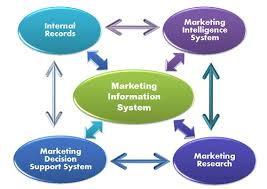 Internal
Records
Marketing
Intelligence
System
Marketing
Information
System
Marketing
Decision
Support System
Marketing
Research